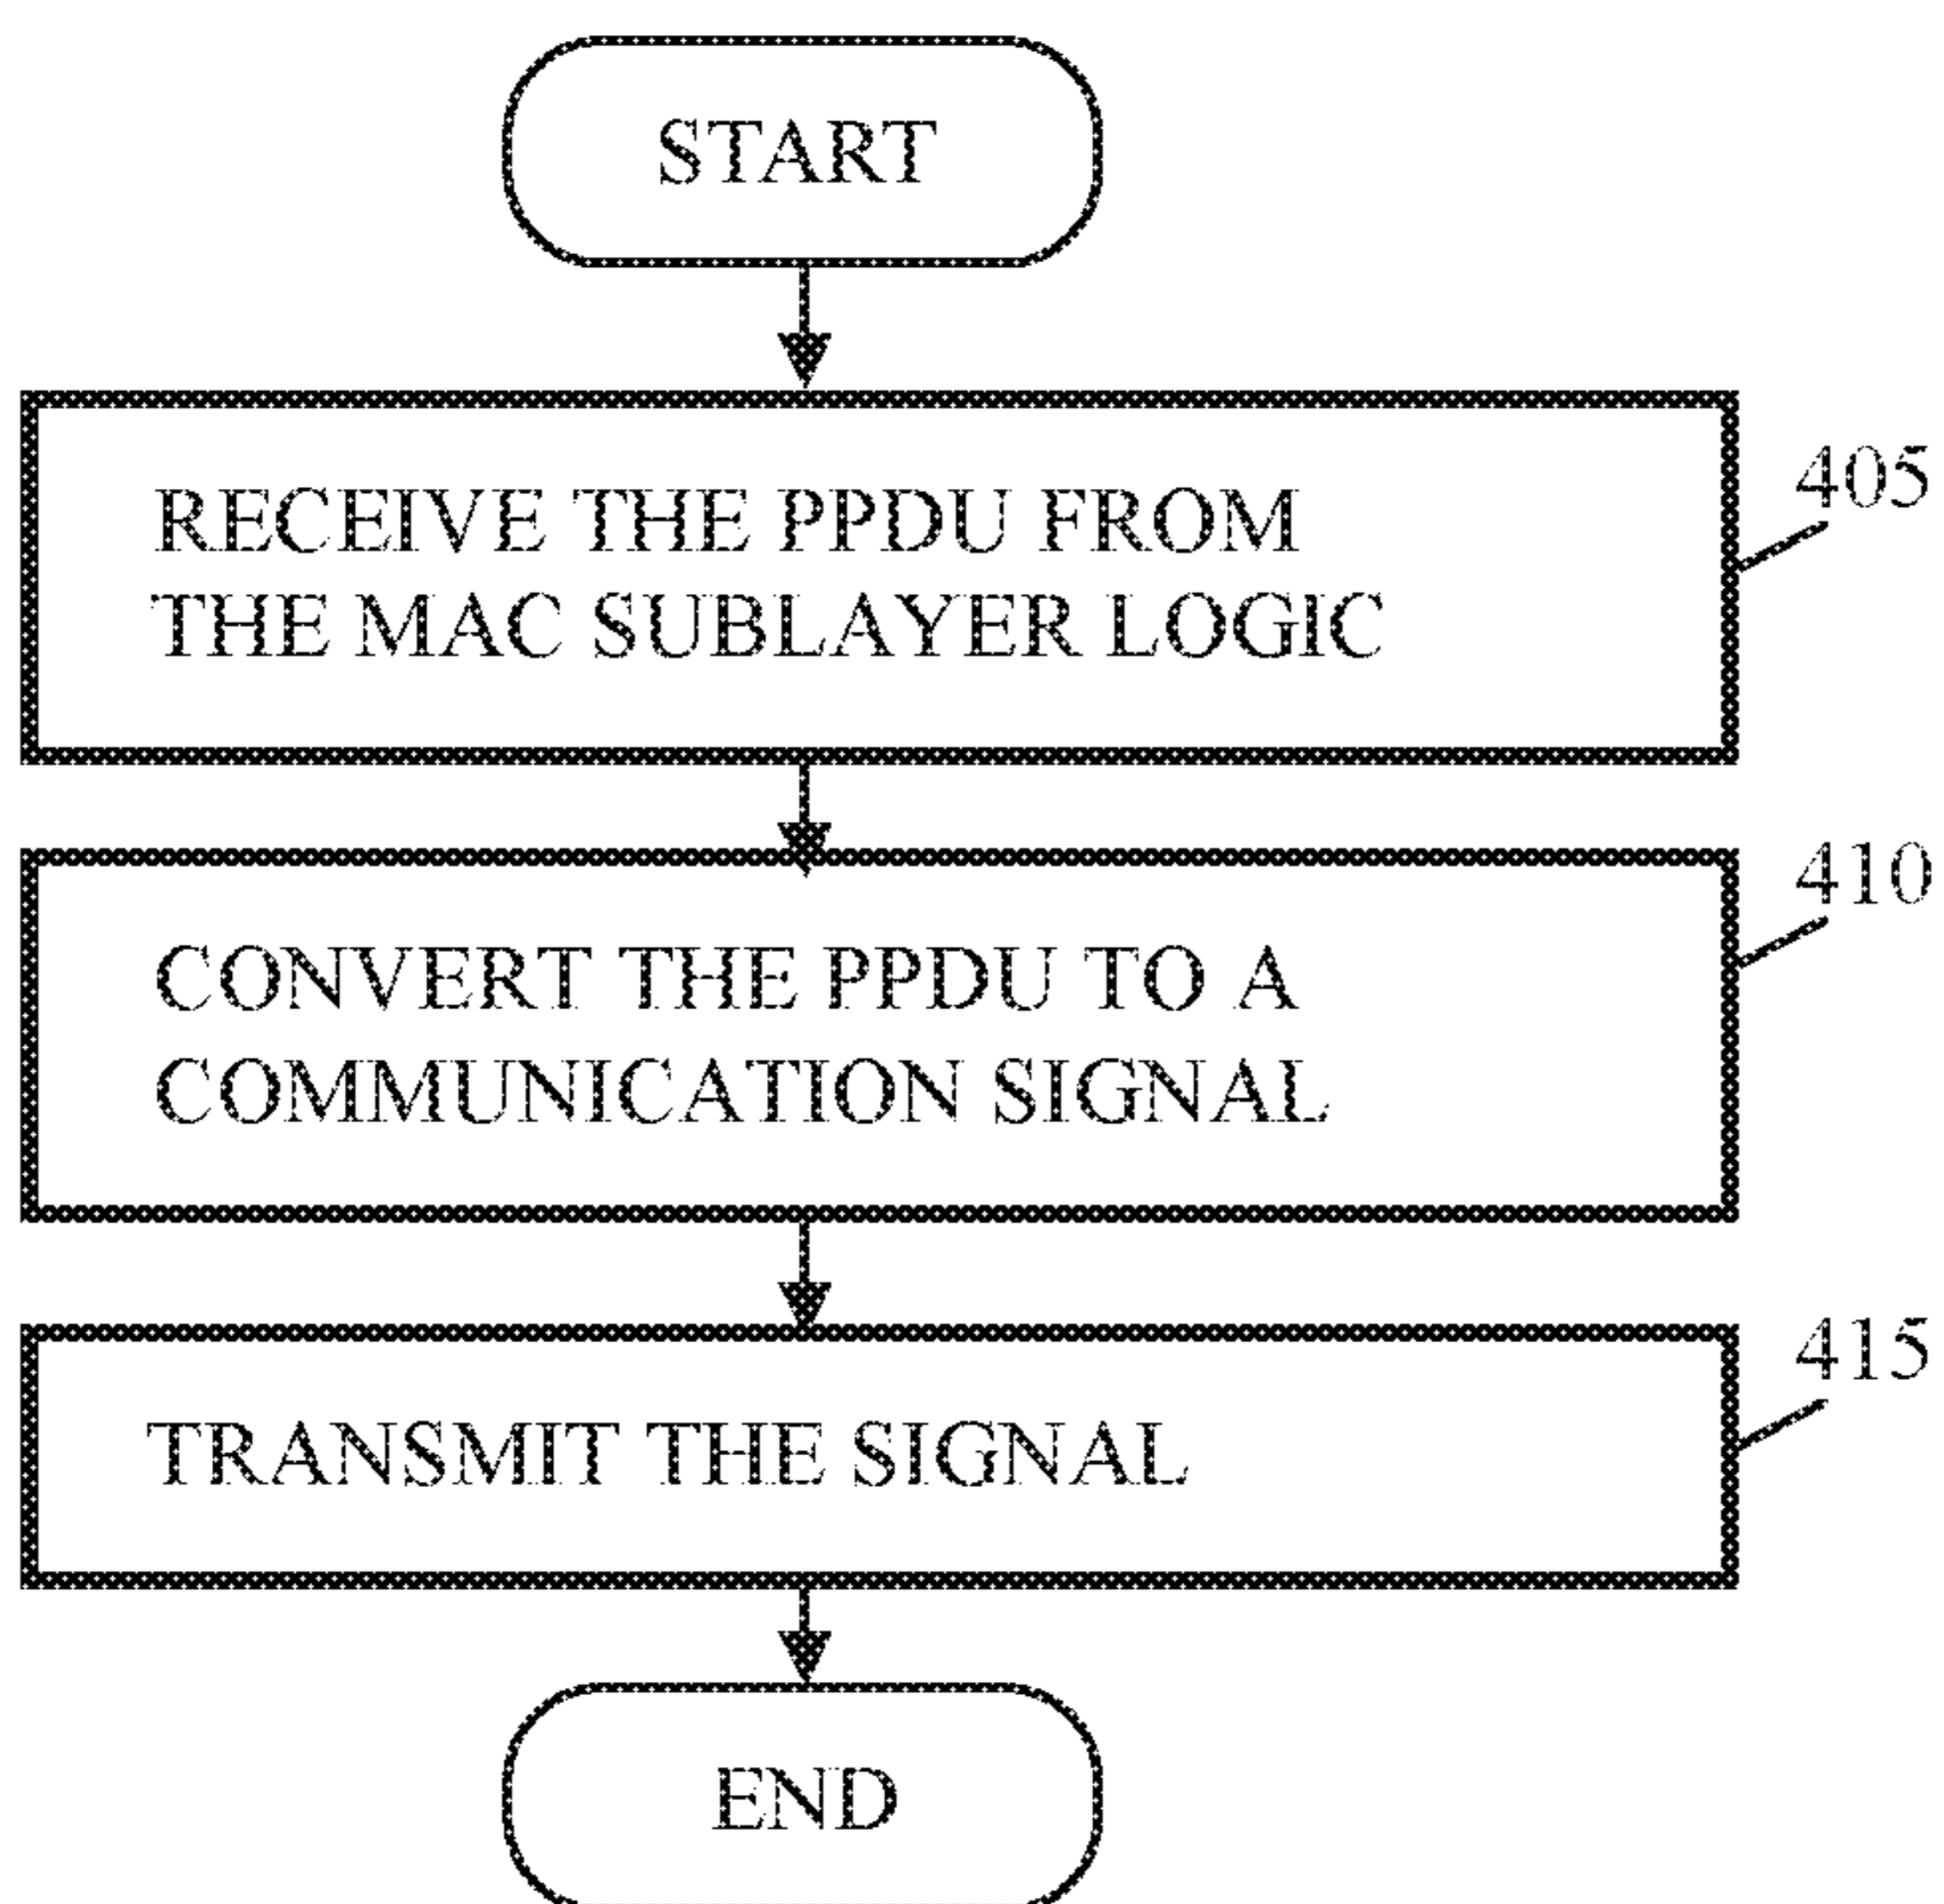 START
RECEIVE THE PPDU FROM
THE MAC SUBLAYER LOGIC
405
CONVERT THE PPDU TO A
COMMUNICATION SIGNAL
410
TRANSMIT THE SIGNAL
415
END